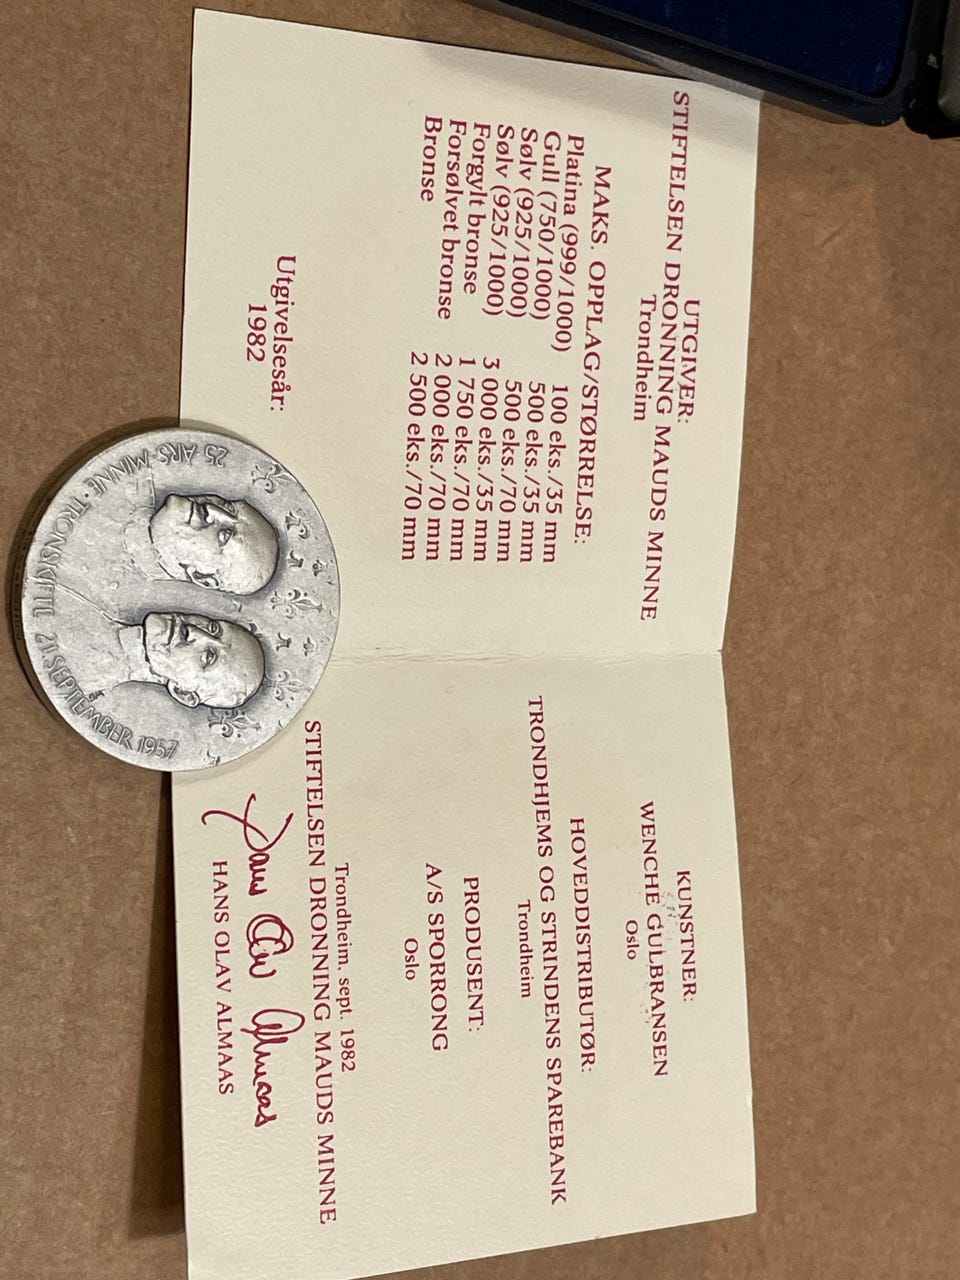 UTGIVER:
STIFTELSEN DRONNING MAUDS MINNE
Trondheim
MAKS. OPPLAG/STØRRELSE:
Platina (999/1000) 100 eks./35 mm
Gull (750/1000) 500 eks./35 mm
Sølv (925/1000) 500 eks./70 mm
Sølv (925/1000) 3 000 eks./35 mm
Forgylt bronse 1 750 eks./70 mm
Forsølvet bronse 2 000 eks./70 mm
Bronse 2 500 eks./70 mm
Utgivelsesår:
1982
KUNSTNER:
WENCHE GULBRANSEN
Oslo
HOVEDDISTRIBUTØR:
TRONDHJEMS OG STRINDENS SPAREBANK
Trondheim
PRODUSENT:
A/S SPORRONG
Oslo
Trondheim, sept. 1982
STIFTELSEN DRONNING MAUDS MINNE
Hans Olav Almaas
HANS OLAV ALMAAS
25 ÅRS MINNE · TRONSKIFTE 21 SEPTEMBER 1957